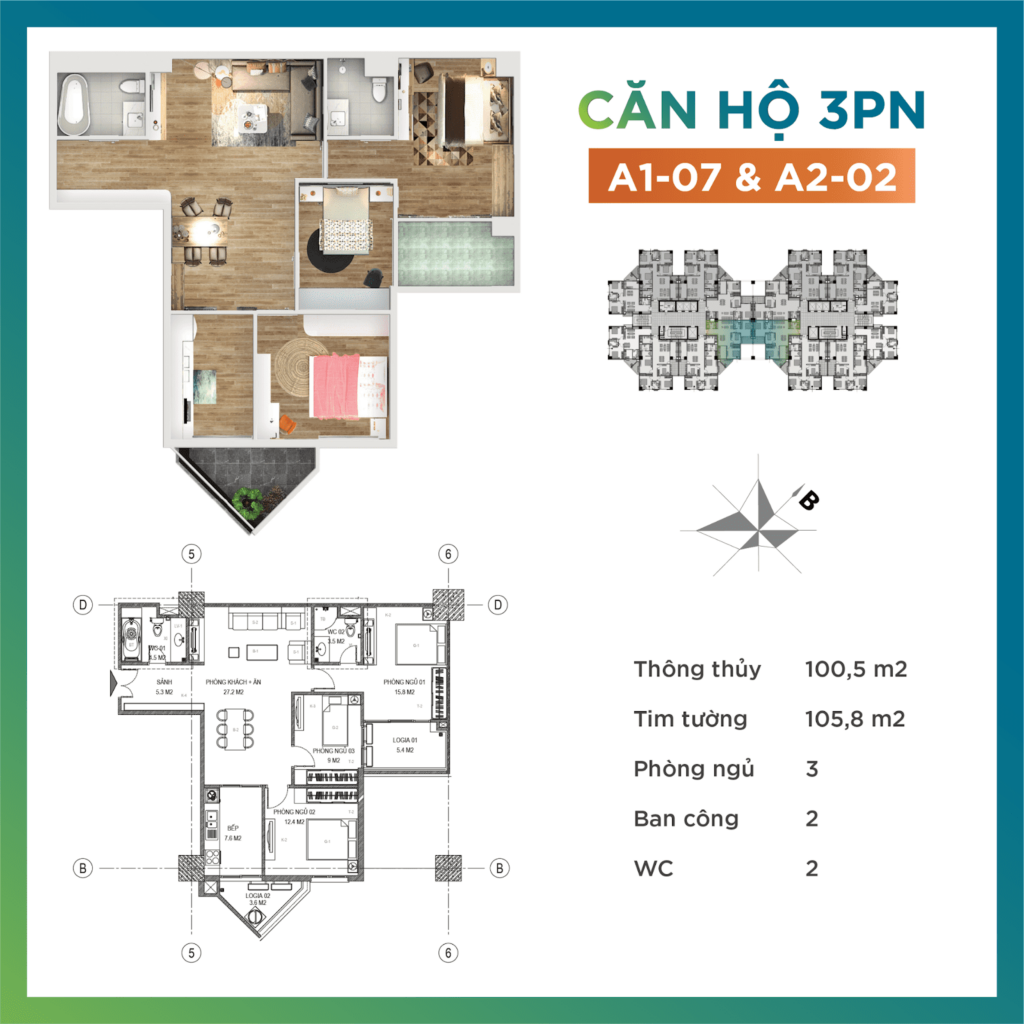 CĂN HỘ 3PN
A1-07 & A2-02
B
Thông thủy 100,5 m2
Tim tường 105,8 m2
Phòng ngủ 3
Ban công 2
WC 2
5 6
D D
WC 01
4.5 M2
WC 02
3.5 M2
SẢNH
5.3 M2
PHÒNG KHÁCH + ĂN
27.2 M2
PHÒNG NGỦ 01
15.8 M2
PHÒNG NGỦ 03
9 M2
LOGIA 01
5.4 M2
PHÒNG NGỦ 02
12.4 M2
BẾP
7.6 M2
LOGIA 02
3.6 M2
B B
5 6